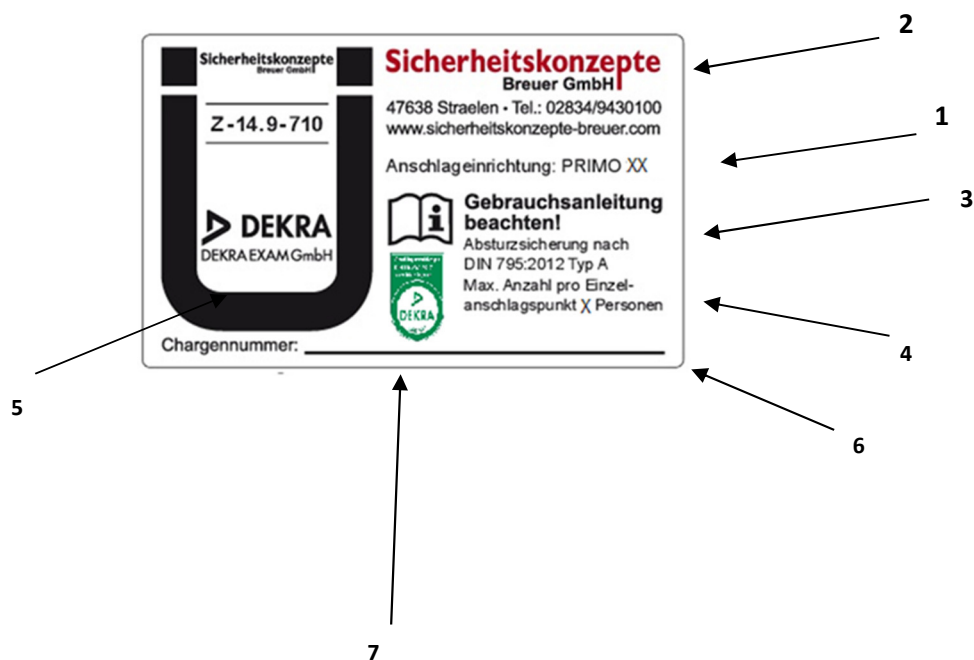 Sicherheitskonzepte
Breuer GmbH
Z-14.9-710
DEKRA
DEKRA EXAM GmbH
Sicherheitskonzepte
Breuer GmbH
47638 Straelen • Tel.: 02834/9430100
www.sicherheitskonzepte-breuer.com
Anschlageinrichtung: PRIMO XX
Gebrauchsanleitung
beachten!
Absturzsicherung nach
DIN 795:2012 Typ A
Max. Anzahl pro Einzel-
anschlagspunkt X Personen
DEKRA
Chargennummer:
2
1
3
4
5
6
7